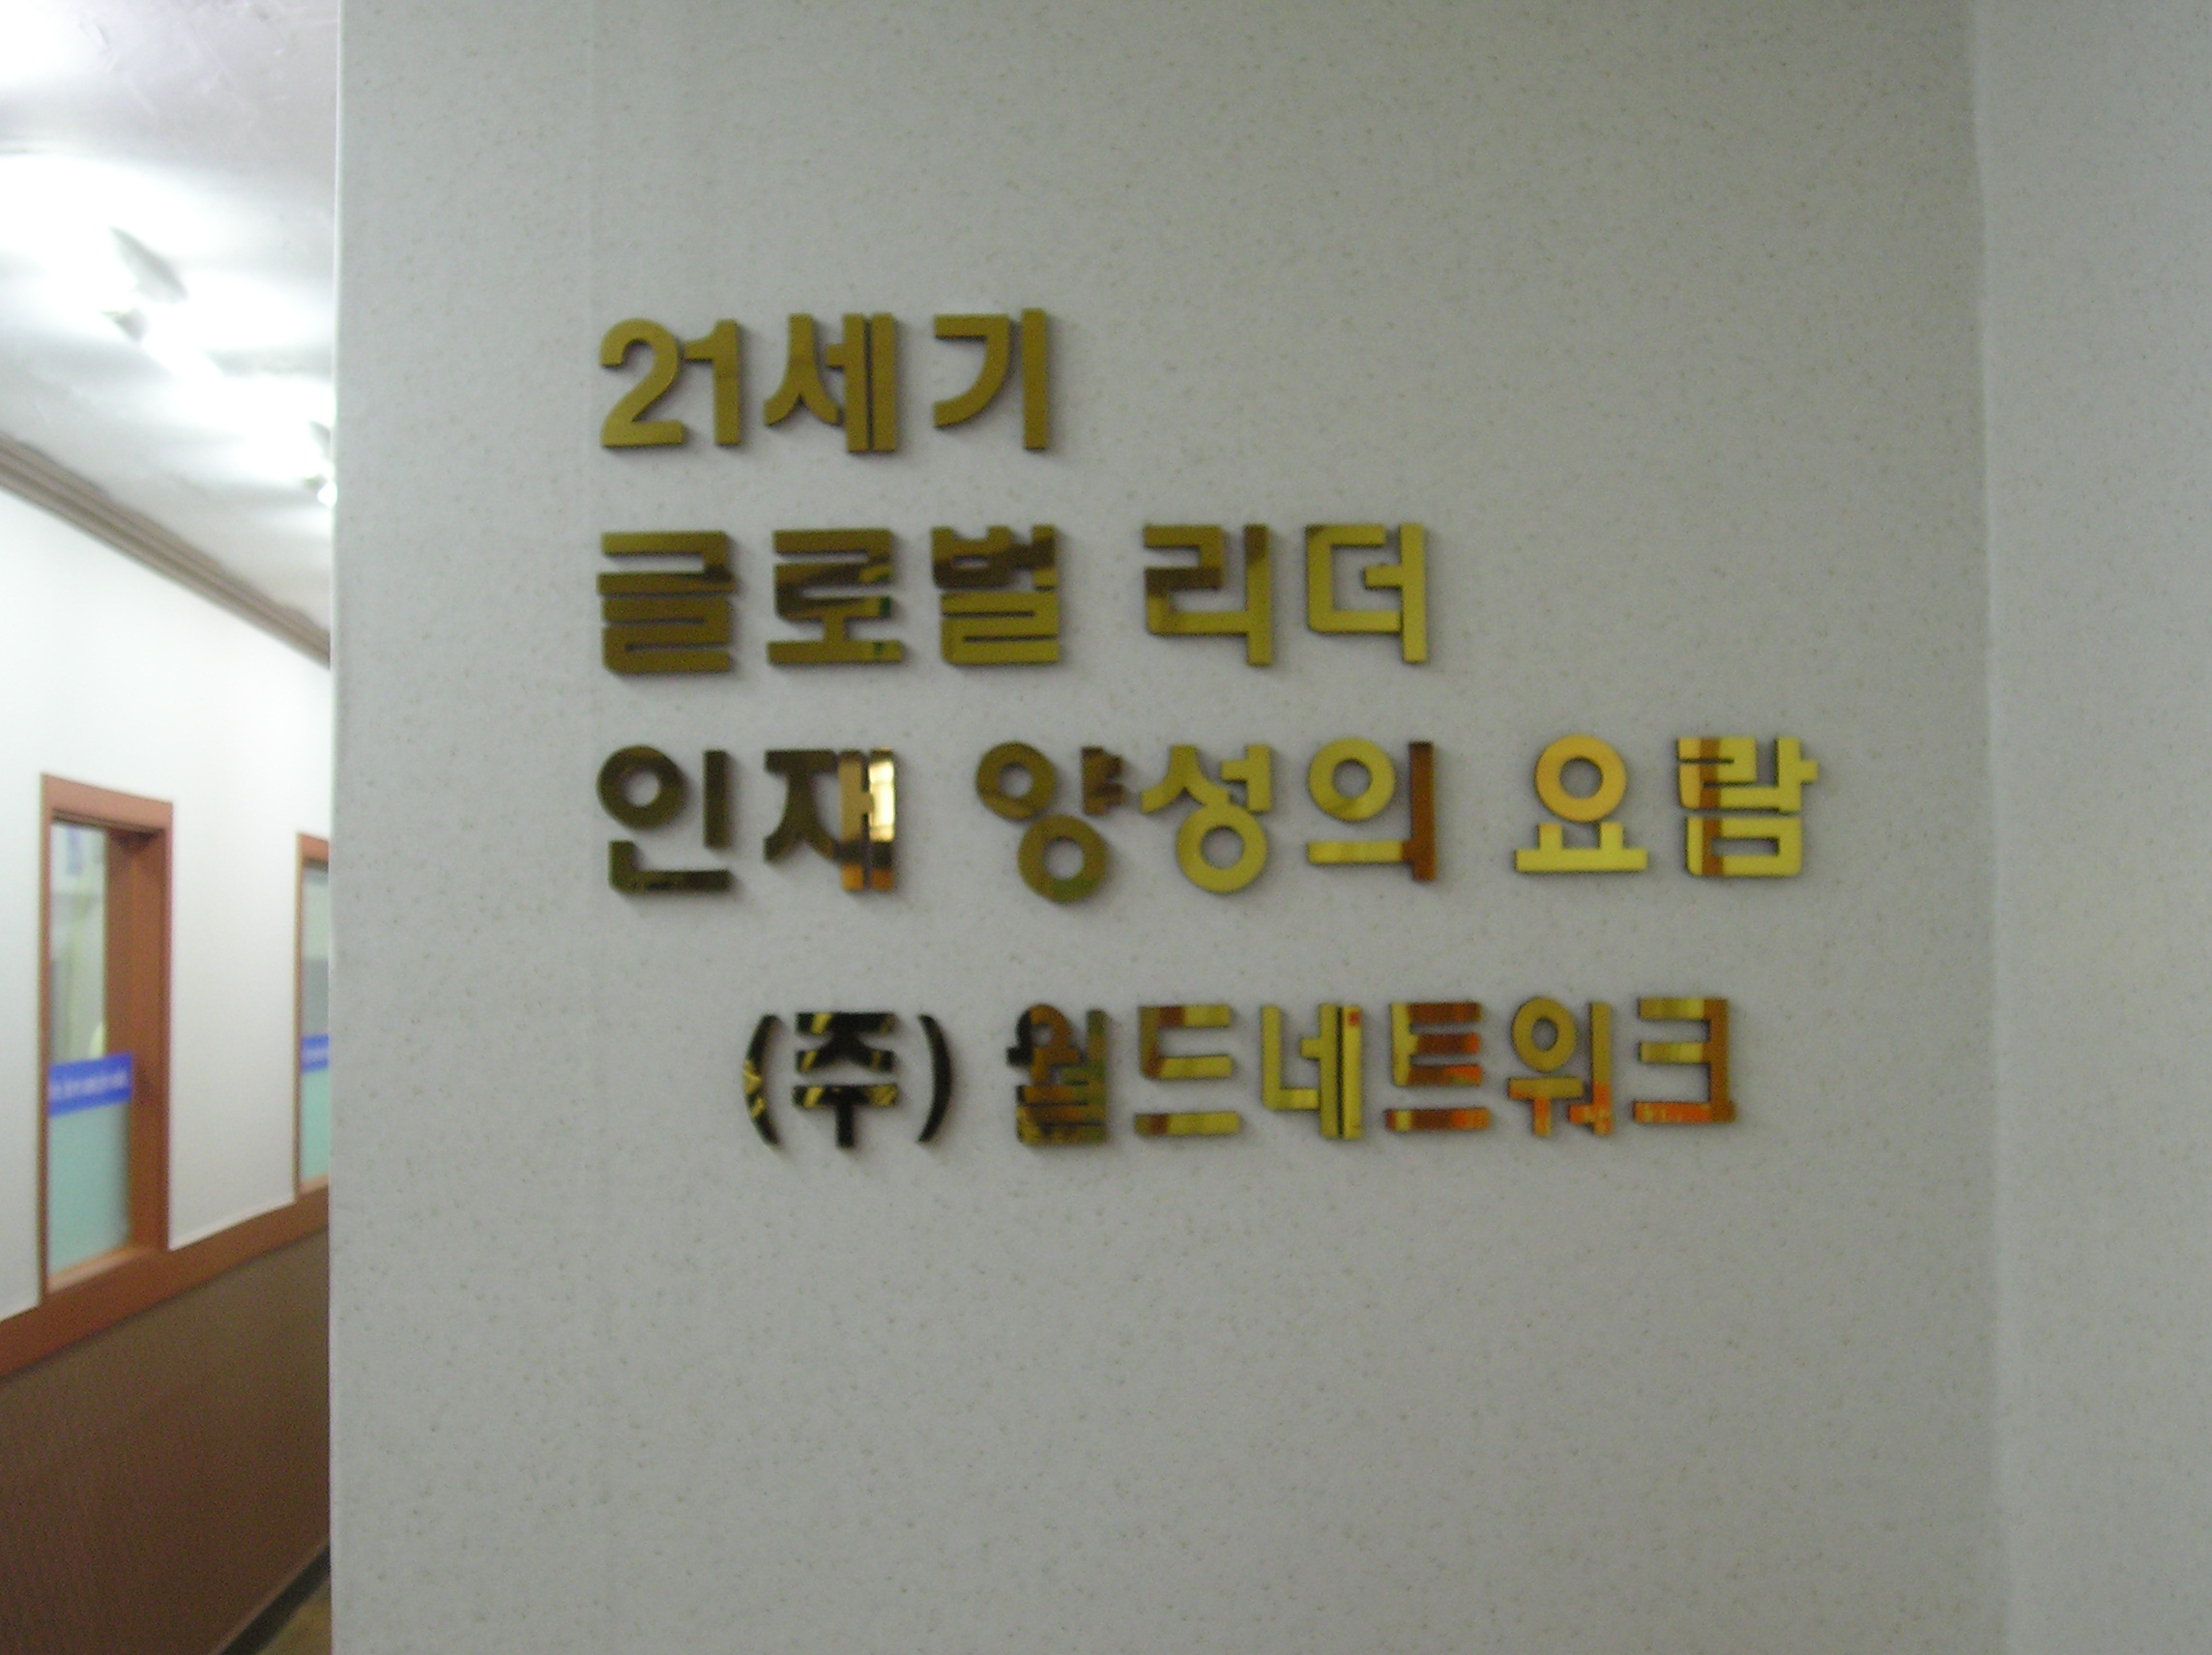 21세기
글로벌 리더
인재 양성의 요람
(주) 월드네트워크